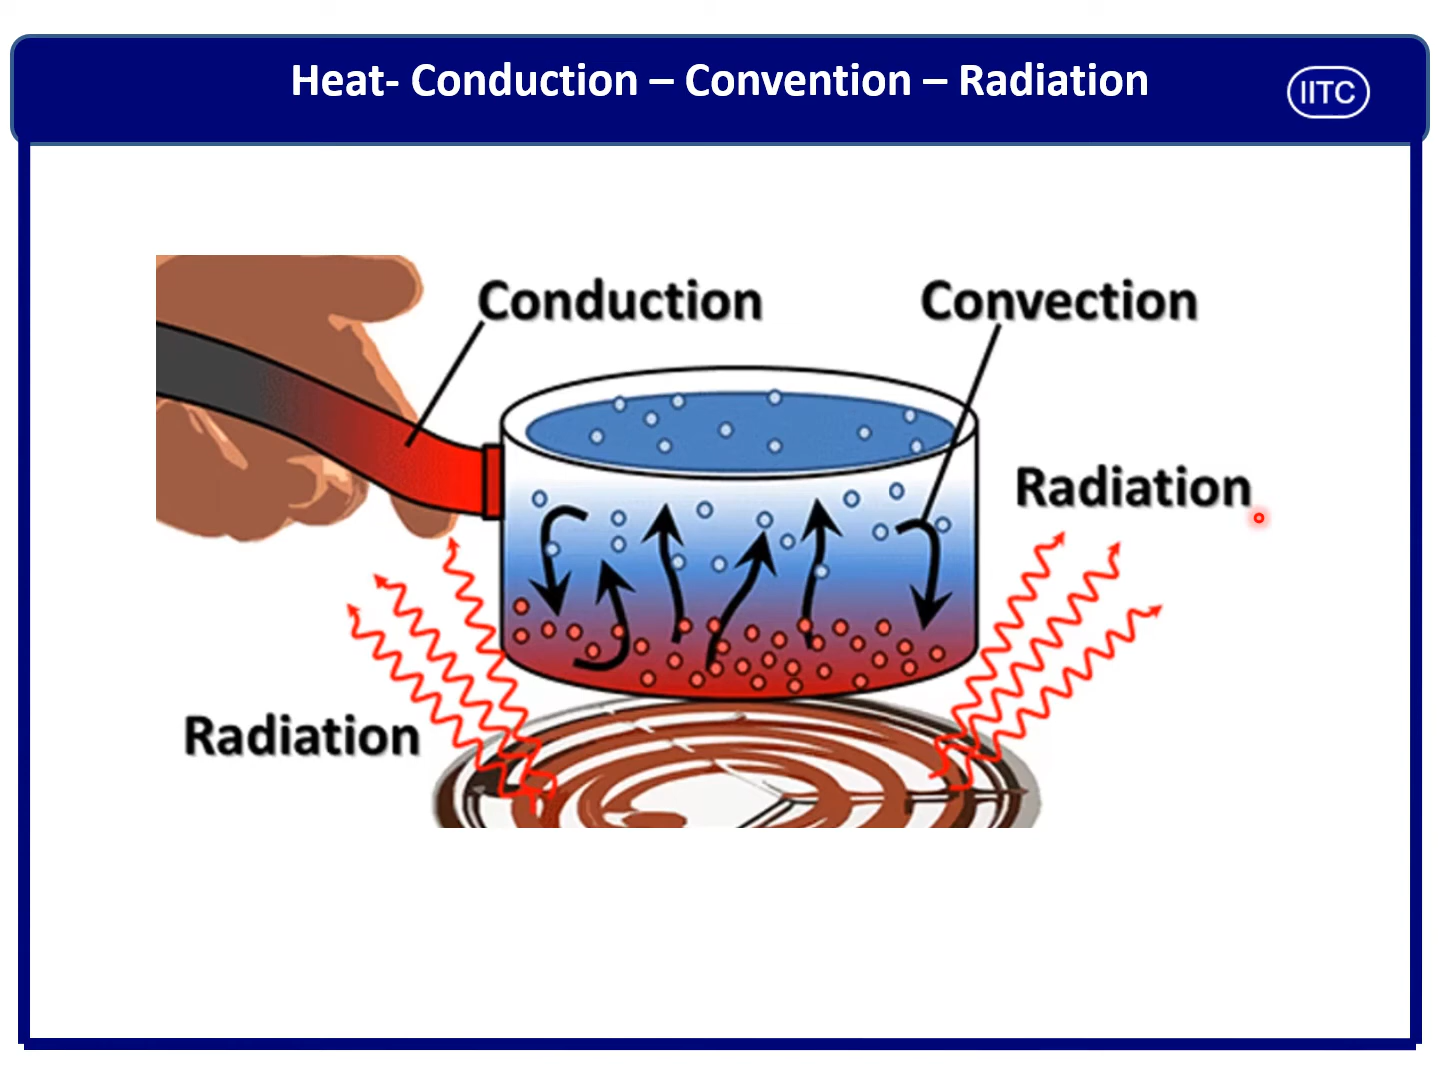 Heat- Conduction – Convention – Radiation
IITC
Conduction
Convection
Radiation
Radiation